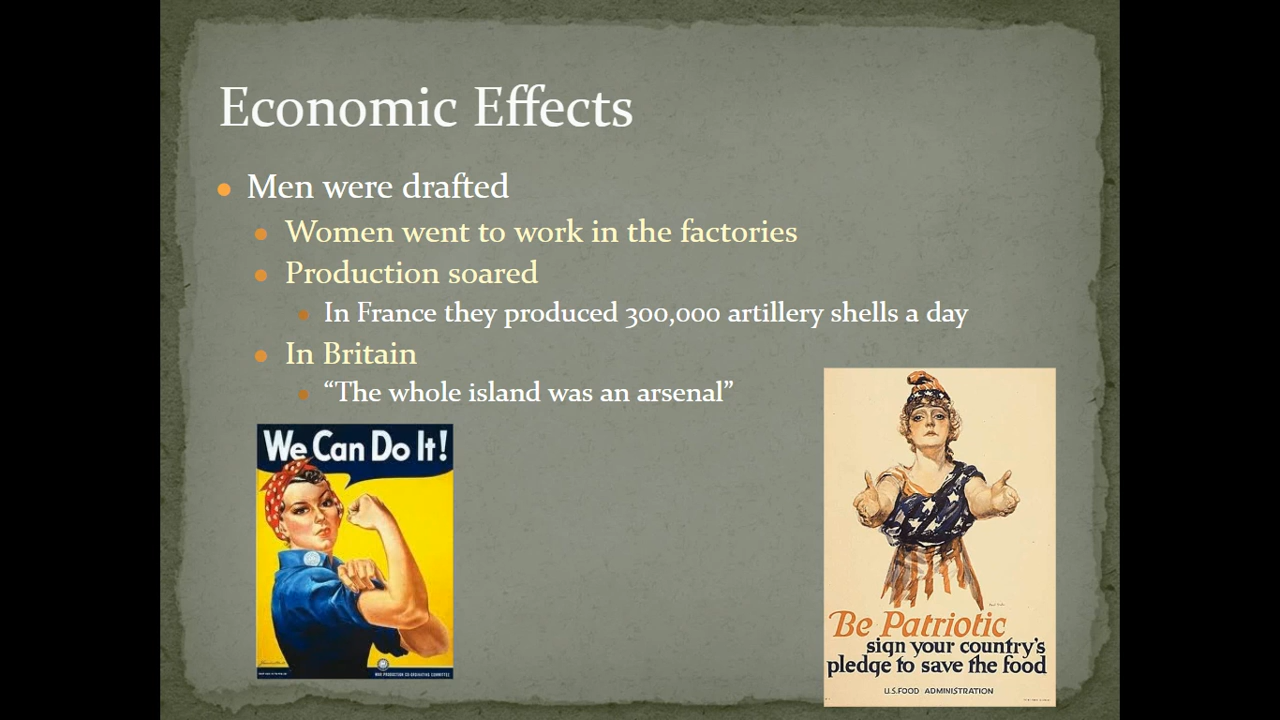 Economic Effects
Men were drafted
Women went to work in the factories
Production soared
In France they produced 300,000 artillery shells a day
In Britain
“The whole island was an arsenal”
We Can Do It!
WAR PRODUCTION CO-ORDINATING COMMITTEE
Be Patriotic
sign your country's
pledge to save the food
U.S. FOOD ADMINISTRATION